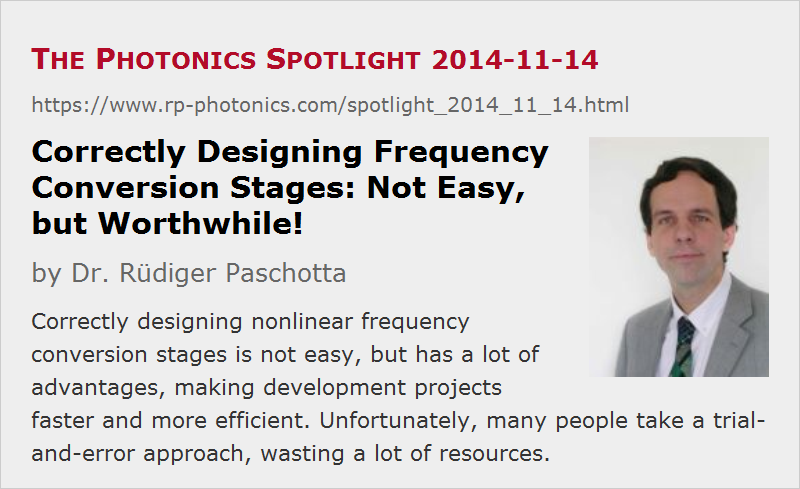 THE PHOTONICS SPOTLIGHT 2014-11-14
https://www.rp-photonics.com/spotlight_2014_11_14.html
Correctly Designing Frequency
Conversion Stages: Not Easy,
but Worthwhile!
by Dr. Rüdiger Paschotta
Correctly designing nonlinear frequency
conversion stages is not easy, but has a lot of
advantages, making development projects
faster and more efficient. Unfortunately, many people take a trial-
and-error approach, wasting a lot of resources.